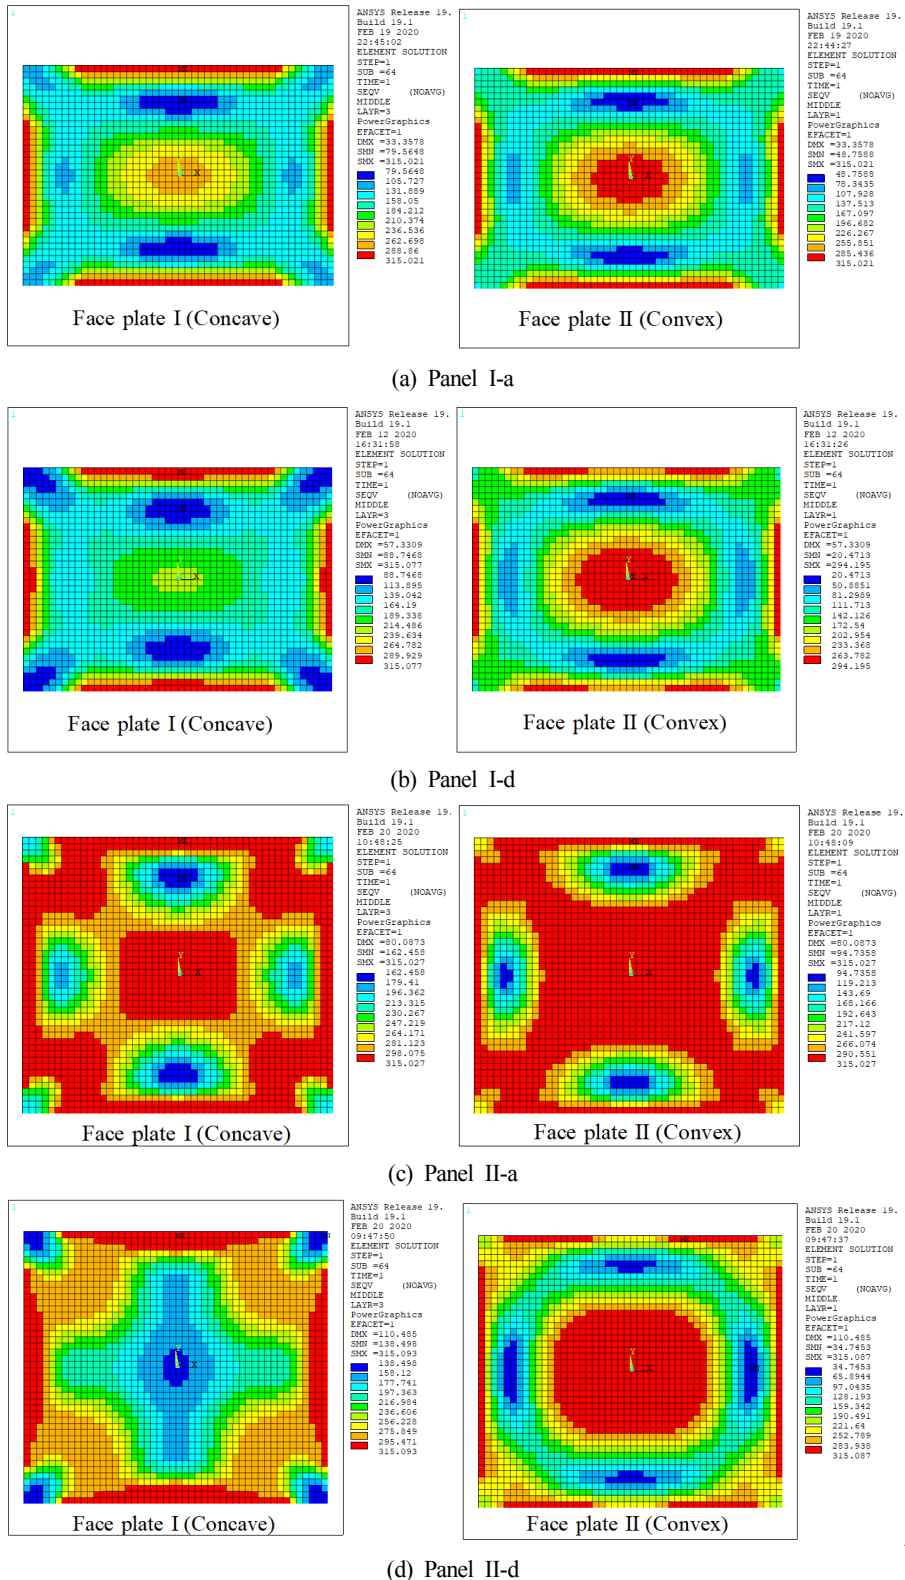 1
ANSYS Release 19.
Build 19.1
FEB 19 2020
22:45:02
ELEMENT SOLUTION
STEP=1
SUB =64
TIME=1
SEQV (NOAVG)
MIDDLE
LAYR=3
PowerGraphics
EFACET=1
DMX =33.3578
SMN =79.5648
SMX =315.021
79.5648
105.727
131.889
158.05
184.212
210.374
236.536
262.698
288.86
315.021
MX
Y
X
Face plate I (Concave)
1
ANSYS Release 19.
Build 19.1
FEB 19 2020
22:44:27
ELEMENT SOLUTION
STEP=1
SUB =64
TIME=1
SEQV (NOAVG)
MIDDLE
LAYR=1
PowerGraphics
EFACET=1
DMX =33.3578
SMN =48.7588
SMX =315.021
48.7588
78.3435
107.928
137.513
167.097
196.682
226.267
255.851
285.436
315.021
Y
X
Face plate II (Convex)
(a) Panel I-a
1
ANSYS Release 19.
Build 19.1
FEB 12 2020
16:31:58
ELEMENT SOLUTION
STEP=1
SUB =64
TIME=1
SEQV (NOAVG)
MIDDLE
LAYR=3
PowerGraphics
EFACET=1
DMX =57.3309
SMN =88.7468
SMX =315.077
88.7468
113.895
139.042
164.19
189.338
214.486
239.634
264.782
289.929
315.077
Y
X
Face plate I (Concave)
1
ANSYS Release 19.
Build 19.1
FEB 12 2020
16:31:26
ELEMENT SOLUTION
STEP=1
SUB =64
TIME=1
SEQV (NOAVG)
MIDDLE
LAYR=1
PowerGraphics
EFACET=1
DMX =57.3309
SMN =20.4713
SMX =294.195
20.4713
50.8851
81.2989
111.713
142.126
172.54
202.954
233.368
263.782
294.195
Y
X
Face plate II (Convex)
(b) Panel I-d
1
ANSYS Release 19.
Build 19.1
FEB 20 2020
10:48:25
ELEMENT SOLUTION
STEP=1
SUB =64
TIME=1
SEQV (NOAVG)
MIDDLE
LAYR=3
PowerGraphics
EFACET=1
DMX =80.0873
SMN =162.458
SMX =315.027
162.458
179.41
196.362
213.315
230.267
247.219
264.171
281.123
298.075
315.027
MX
Y
X
Face plate I (Concave)
1
ANSYS Release 19.
Build 19.1
FEB 20 2020
10:48:09
ELEMENT SOLUTION
STEP=1
SUB =64
TIME=1
SEQV (NOAVG)
MIDDLE
LAYR=1
PowerGraphics
EFACET=1
DMX =80.0873
SMN =94.7358
SMX =315.027
94.7358
119.213
143.69
168.166
192.643
217.12
241.597
266.074
290.551
315.027
MX
Y
X
Face plate II (Convex)
(c) Panel II-a
1
ANSYS Release 19.
Build 19.1
FEB 20 2020
09:47:50
ELEMENT SOLUTION
STEP=1
SUB =64
TIME=1
SEQV (NOAVG)
MIDDLE
LAYR=3
PowerGraphics
EFACET=1
DMX =110.485
SMN =138.498
SMX =315.093
138.498
158.12
177.741
197.363
216.984
236.606
256.228
275.849
295.471
315.093
MX
Y
X
Face plate I (Concave)
1
ANSYS Release 19.
Build 19.1
FEB 20 2020
09:47:37
ELEMENT SOLUTION
STEP=1
SUB =64
TIME=1
SEQV (NOAVG)
MIDDLE
LAYR=1
PowerGraphics
EFACET=1
DMX =110.485
SMN =34.7453
SMX =315.087
34.7453
65.8944
97.0435
128.193
159.342
190.491
221.64
252.789
283.938
315.087
MX
Y
X
Face plate II (Convex)
(d) Panel II-d